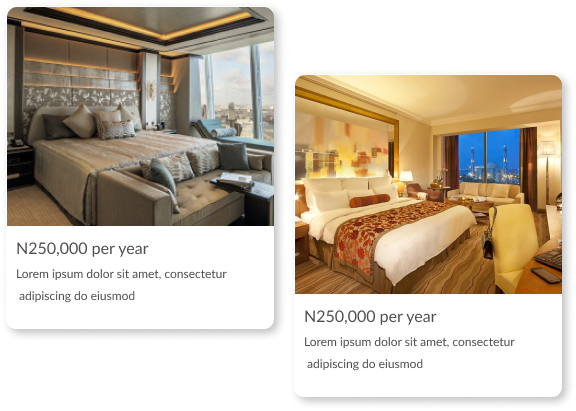 N250,000 per year
Lorem ipsum dolor sit amet, consectetur
adipiscing do eiusmod
N250,000 per year
Lorem ipsum dolor sit amet, consectetur
adipiscing do eiusmod